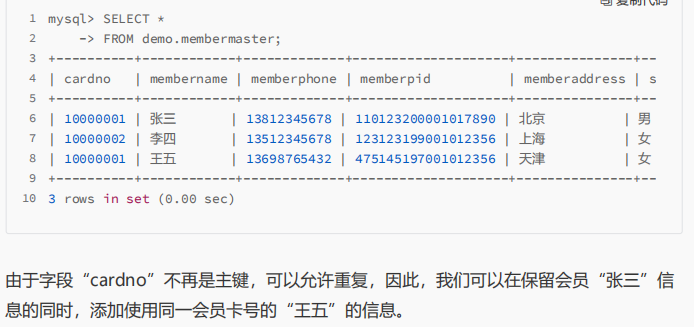 复制代码
1 mysql> SELECT *
2     -> FROM demo.membermaster;
3 +----------+------------+-------------+--------------------+---------------+--
4 | cardno   | membername | memberphone | memberpid          | memberaddress | s
5 +----------+------------+-------------+--------------------+---------------+--
6 | 10000001 | 张三       | 13812345678 | 110123200001017890 | 北京          | 男
7 | 10000002 | 李四       | 13512345678 | 123123199001012356 | 上海          | 女
8 | 10000001 | 王五       | 13698765432 | 475145197001012356 | 天津          | 女
9 +----------+------------+-------------+--------------------+---------------+--
10 3 rows in set (0.00 sec)
由于字段“cardno”不再是主键，可以允许重复，因此，我们可以在保留会员“张三”信
息的同时，添加使用同一会员卡号的“王五”的信息。